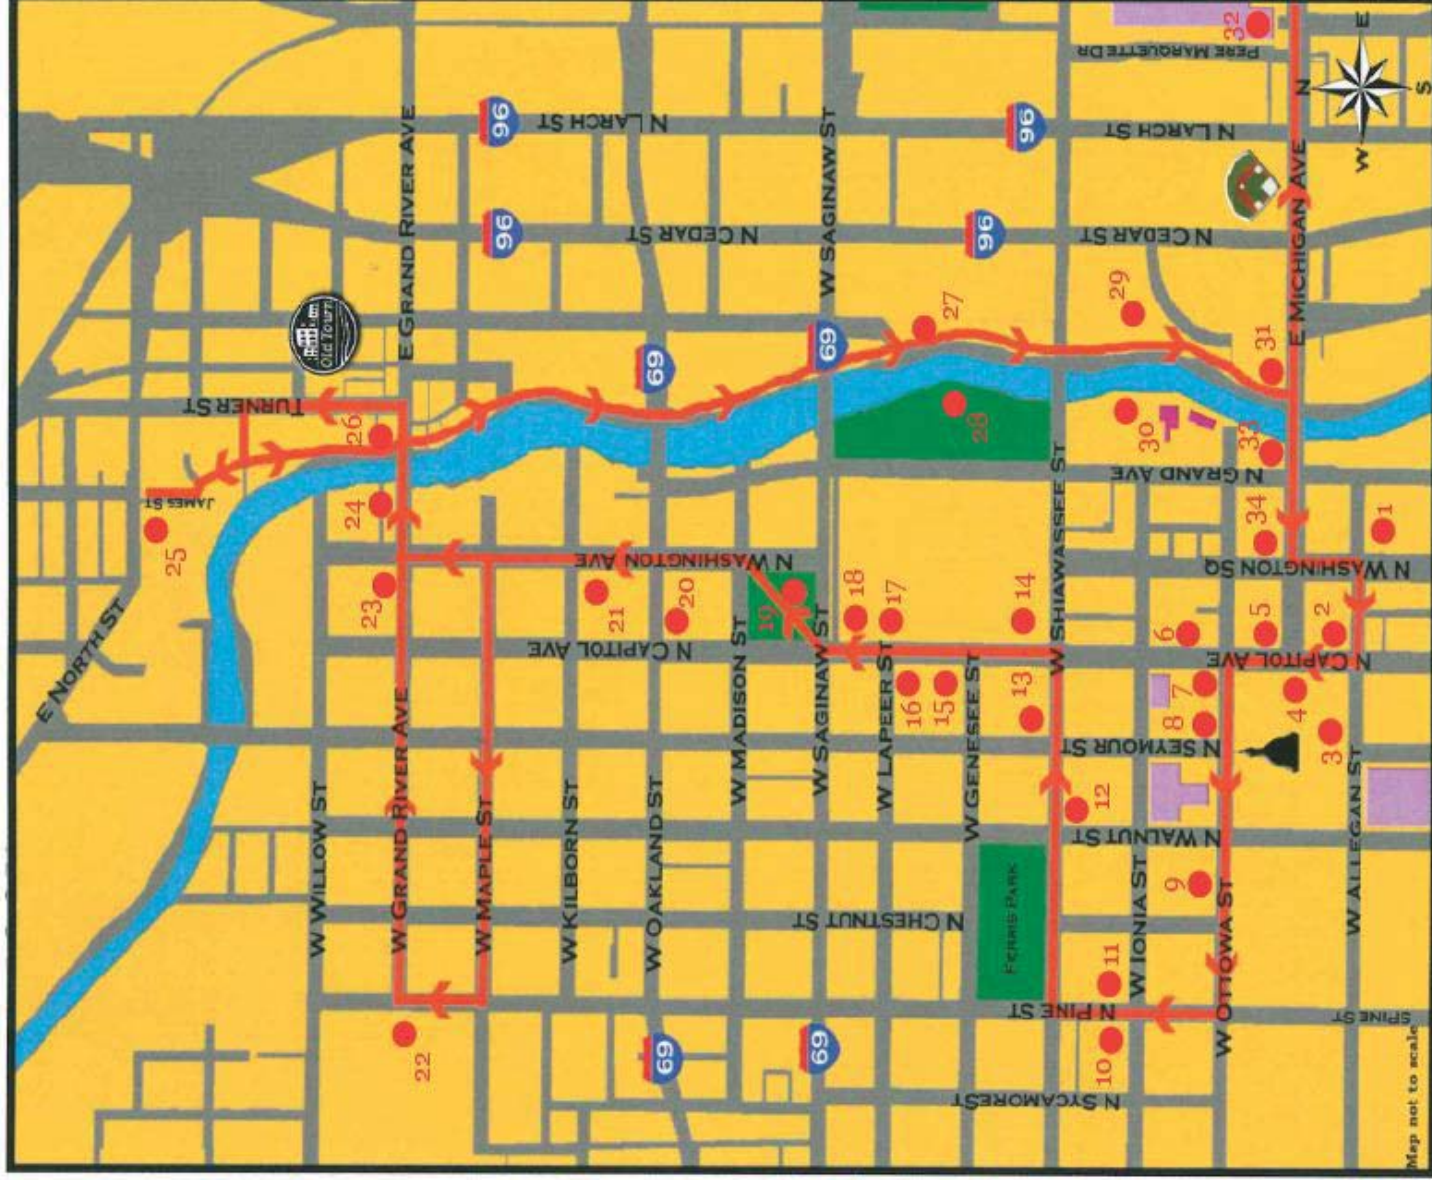 32
PERE MARQUETTE DR
E
N
W
S
E GRAND RIVER AVE
96
N LARCH ST
W SAGINAW ST
96
N LARCH ST
E MICHIGAN AVE
96
N CEDAR ST
96
N CEDAR ST
Old Town
69
69
27
29
31
TURNER ST
26
28
30
33
N GRAND AVE
JAMES ST
25
24
W SHIAWASSEE ST
34
1
E NORTH ST
23
N WASHINGTON AVE
N WASHINGTON SQ
21
20
19
18
17
14
6
5
2
N CAPITOL AVE
N CAPITOL AVE
W MADISON ST
W SAGINAW ST
W LAPEER ST
W GENESEE ST
16
15
13
7
8
4
3
N SEYMOUR ST
W WILLOW ST
W GRAND RIVER AVE
W MAPLE ST
W KILBORN ST
W OAKLAND ST
12
N WALNUT ST
9
W IONIA ST
W OTTOWA ST
W ALLEGAN ST
N CHESTNUT ST
FERRIS PARK
11
N PINE ST
S PINE ST
10
22
69
69
N SYCAMORE ST
Map not to scale